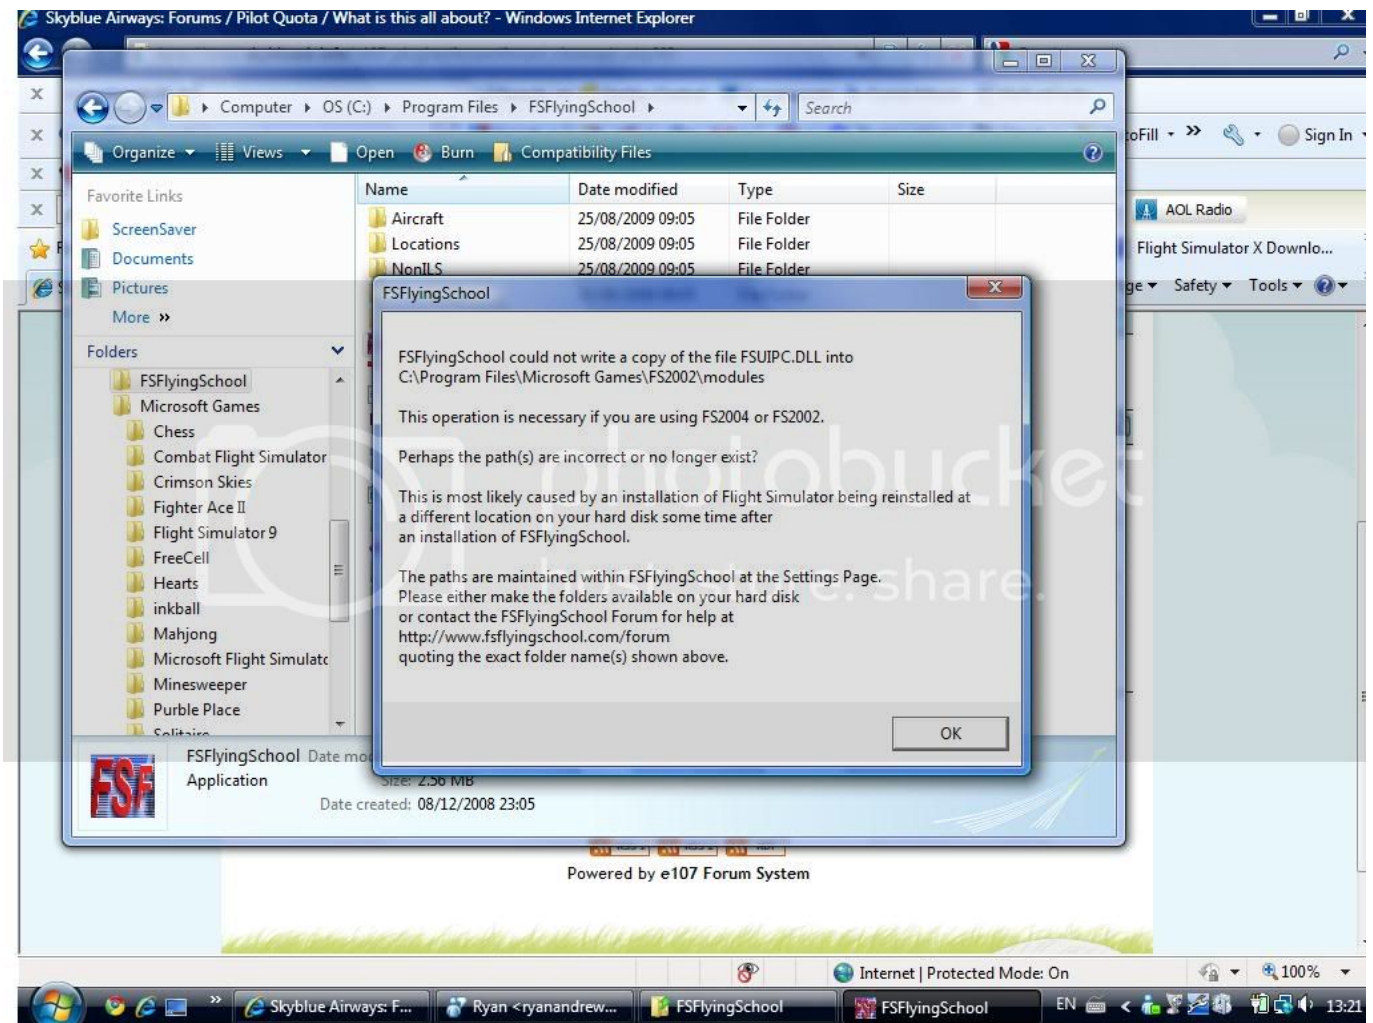 Skyblue Airways: Forums / Pilot Quota / What is this all about? - Windows Internet Explorer
Computer OS (C:) Program Files FSFlyingSchool Search
oFill Sign In
Organize Views Open Burn Compatibility Files
Favorite Links
ScreenSaver
Documents
Pictures
More
Folders
FSFlyingSchool
Microsoft Games
Chess
Combat Flight Simulator
Crimson Skies
Fighter Ace II
Flight Simulator 9
FreeCell
Hearts
inkball
Mahjong
Microsoft Flight Simulatc
Minesweeper
Purble Place
Solitaire
Name Date modified Type Size
Aircraft 25/08/2009 09:05 File Folder
Locations 25/08/2009 09:05 File Folder
NonILS 25/08/2009 09:05 File Folder
AOL Radio
Flight Simulator X Downlo...
ge Safety Tools
FSFlyingSchool
FSFlyingSchool could not write a copy of the file FSUIPC.DLL into
C:\Program Files\Microsoft Games\FS2002\modules
This operation is necessary if you are using FS2004 or FS2002.
Perhaps the path(s) are incorrect or no longer exist?
This is most likely caused by an installation of Flight Simulator being reinstalled at
a different location on your hard disk some time after
an installation of FSFlyingSchool.
The paths are maintained within FSFlyingSchool at the Settings Page.
Please either make the folders available on your hard disk
or contact the FSFlyingSchool Forum for help at
http://www.fsflyingschool.com/forum
quoting the exact folder name(s) shown above.
OK
photobucket
host. store. share.
FSF
FSFlyingSchool Date mo
Application Size: 2.56 MB
Date created: 08/12/2008 23:05
Powered by e107 Forum System
Internet | Protected Mode: On 100%
Skyblue Airways: F... Ryan <ryanandrew... FSFlyingSchool FSFlyingSchool EN 13:21